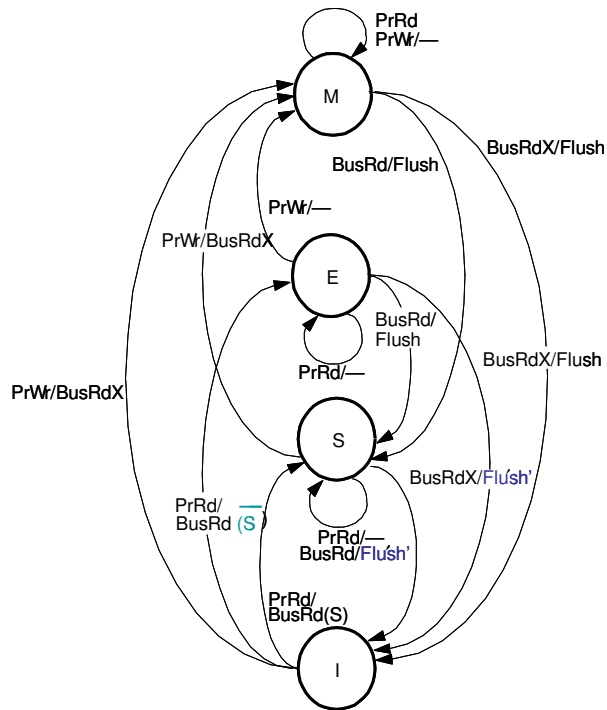 PrRd
PrWr/—
M
BusRdX/Flush
BusRd/Flush
PrWr/—
PrWr/BusRdX
E
BusRd/
Flush
BusRdX/Flush
PrRd/—
PrWr/BusRdX
S
BusRdX/Flush'
PrRd/
BusRd(S)
PrRd/—
BusRd/Flush'
PrRd/
BusRd(S)
I